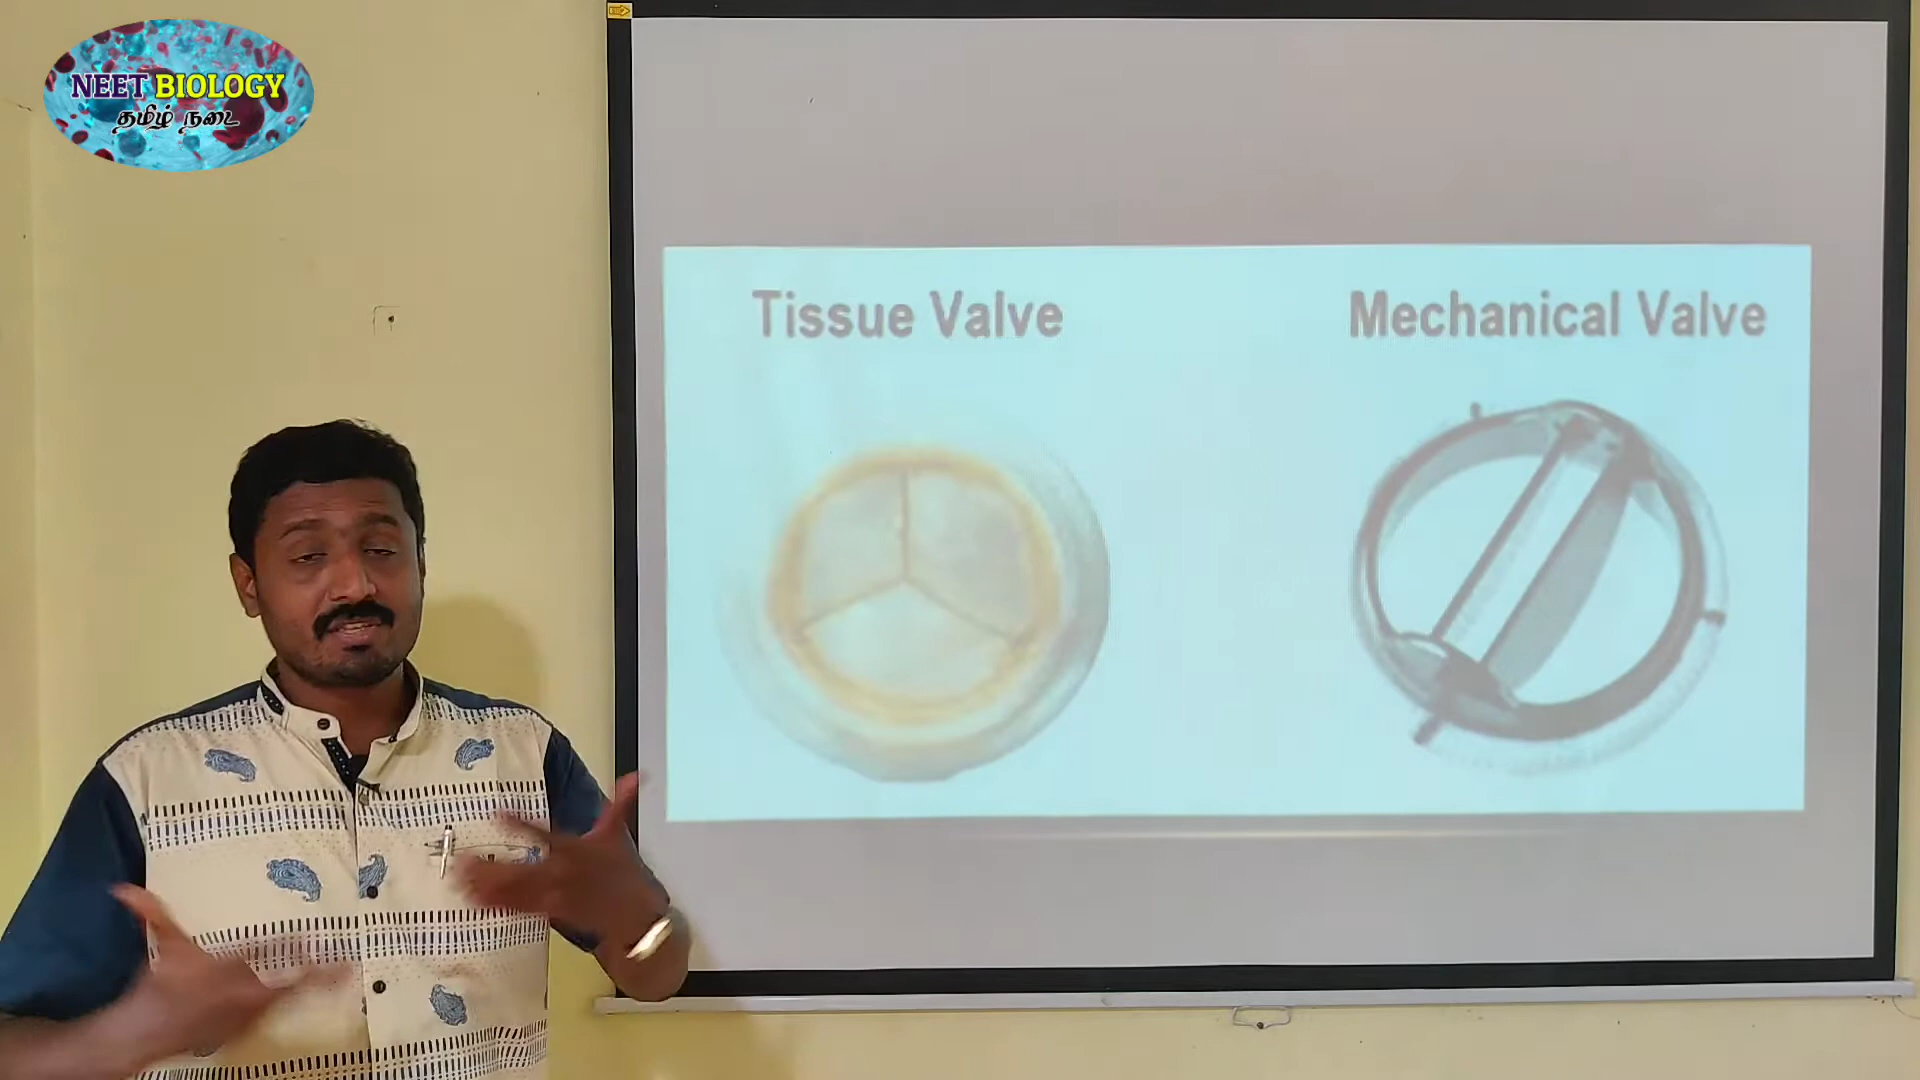 NEET BIOLOGY
தமிழ் நடை
Tissue Valve
Mechanical Valve